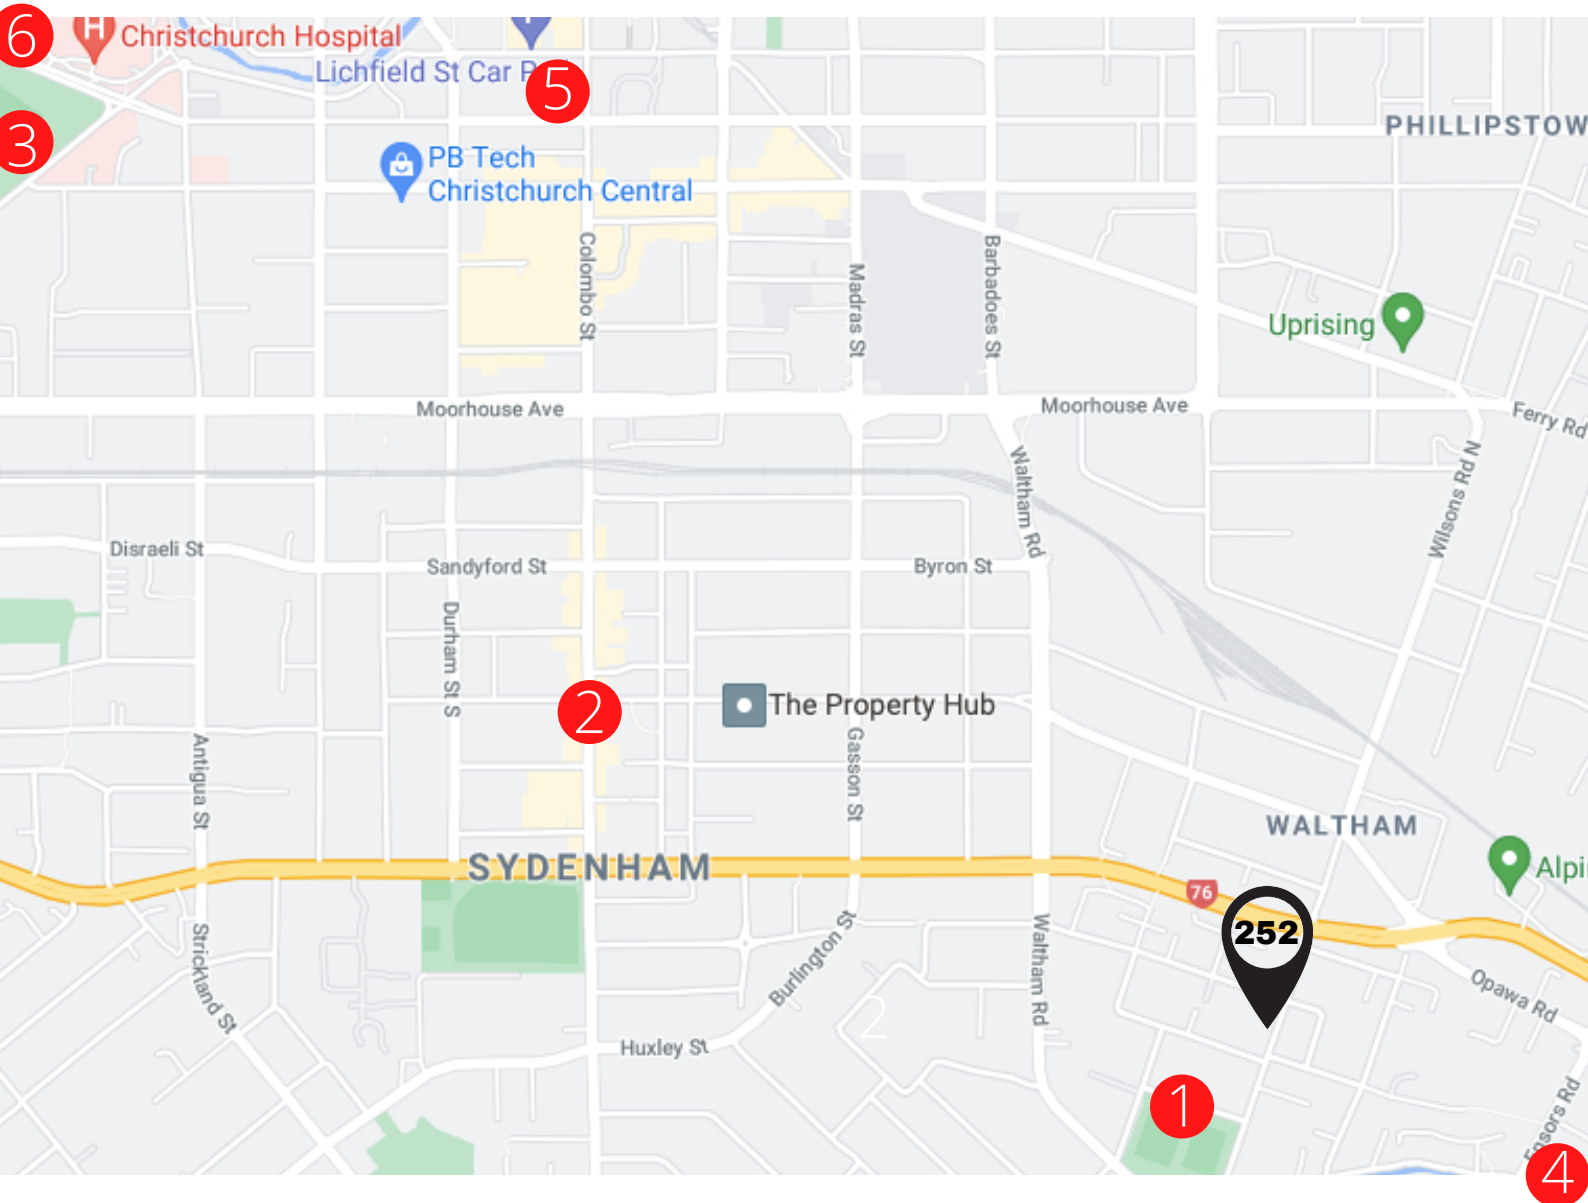 6
H
Christchurch Hospital
Lichfield St Car P
5
3
PHILLIPSTOW
PB Tech
Christchurch Central
Colombo St
Madras St
Barbadoes St
Uprising
Moorhouse Ave
Moorhouse Ave
Ferry Rd
Waltham Rd
Wilsons Rd N
Disraeli St
Sandyford St
Byron St
Durham St S
2
The Property Hub
Antigua St
Gasson St
WALTHAM
SYDENHAM
Alpi
76
252
Strickland St
Burlington St
Waltham Rd
Opawa Rd
2
Huxley St
1
Ensors Rd
4